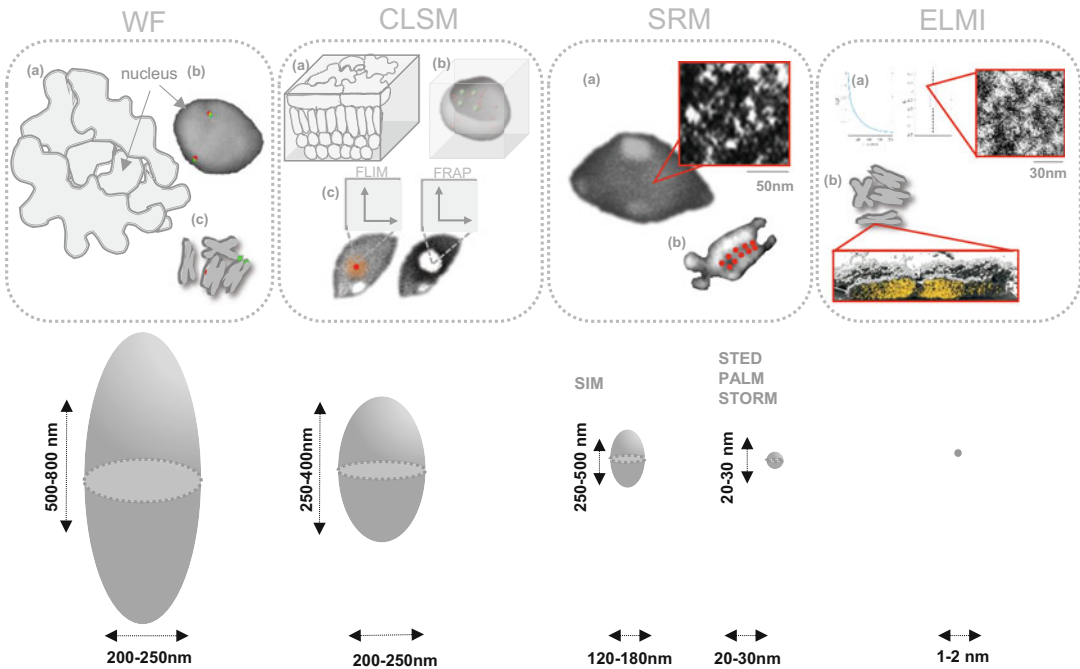 WF
CLSM
SRM
ELMI
(a)
nucleus
(b)
(c)
(a)
(b)
(c)
FLIM
FRAP
(a)
50nm
(b)
(a)
30nm
(b)
500-800 nm
200-250nm
250-400nm
200-250nm
SIM
250-500 nm
120-180nm
STED
PALM
STORM
20-30 nm
20-30nm
1-2 nm